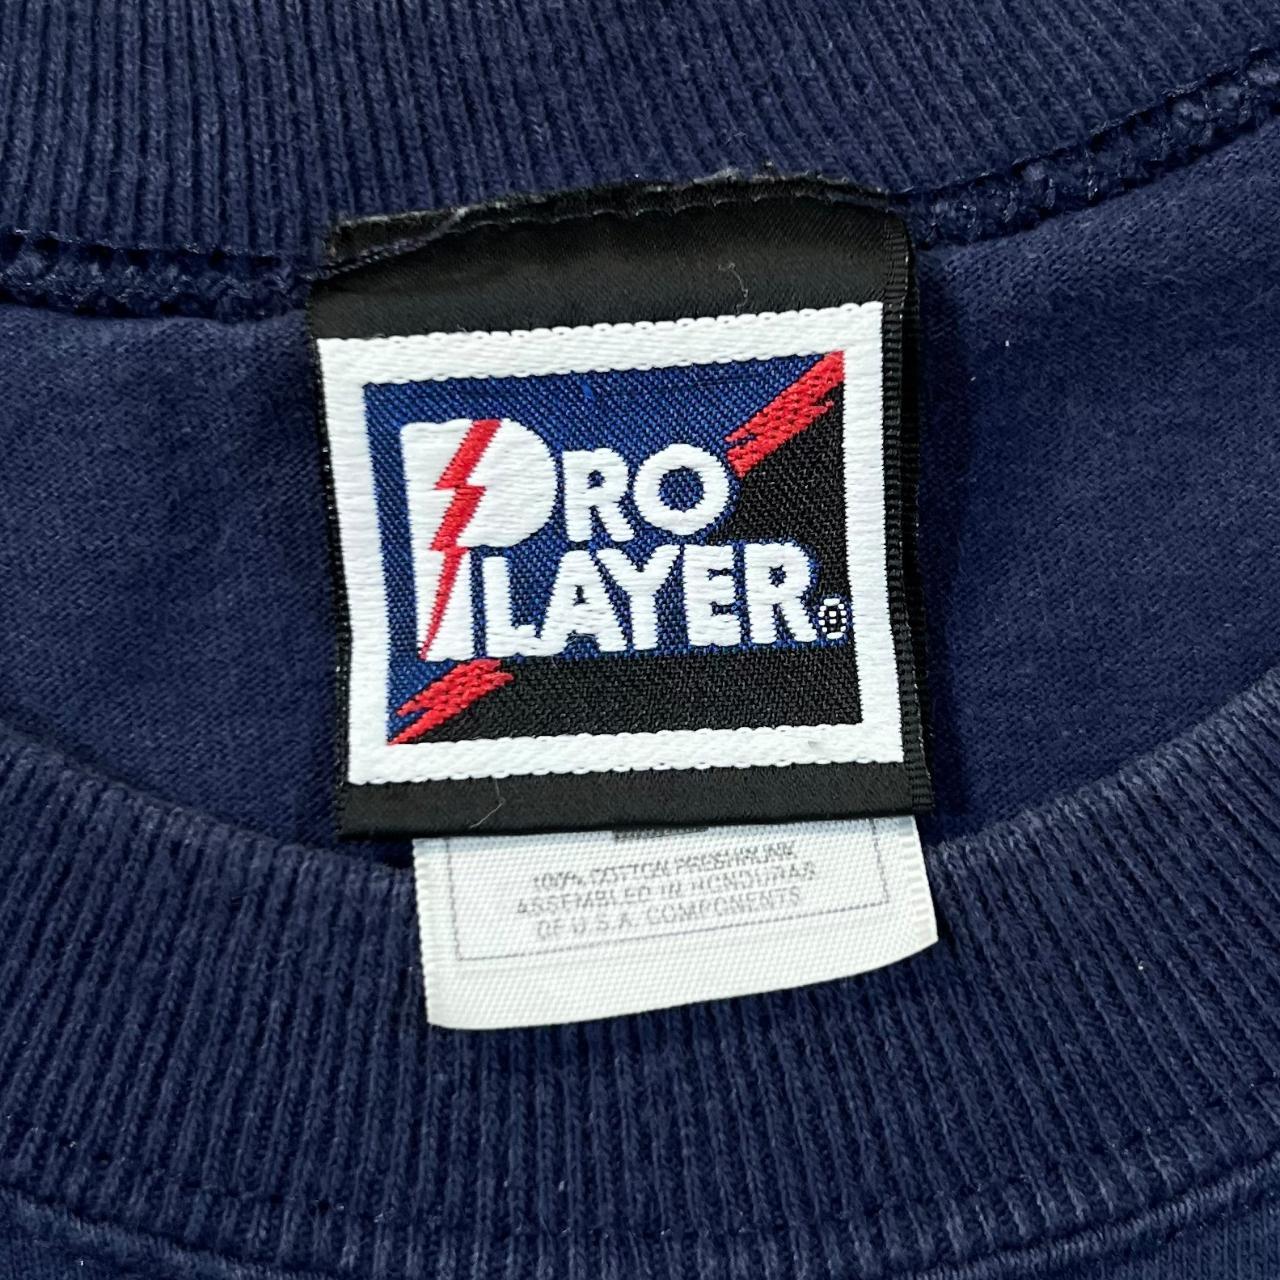 PRO
PLAYER®
100% COTTON PRESHRUNK
ASSEMBLED IN HONDURAS
OF U.S.A. COMPONENTS